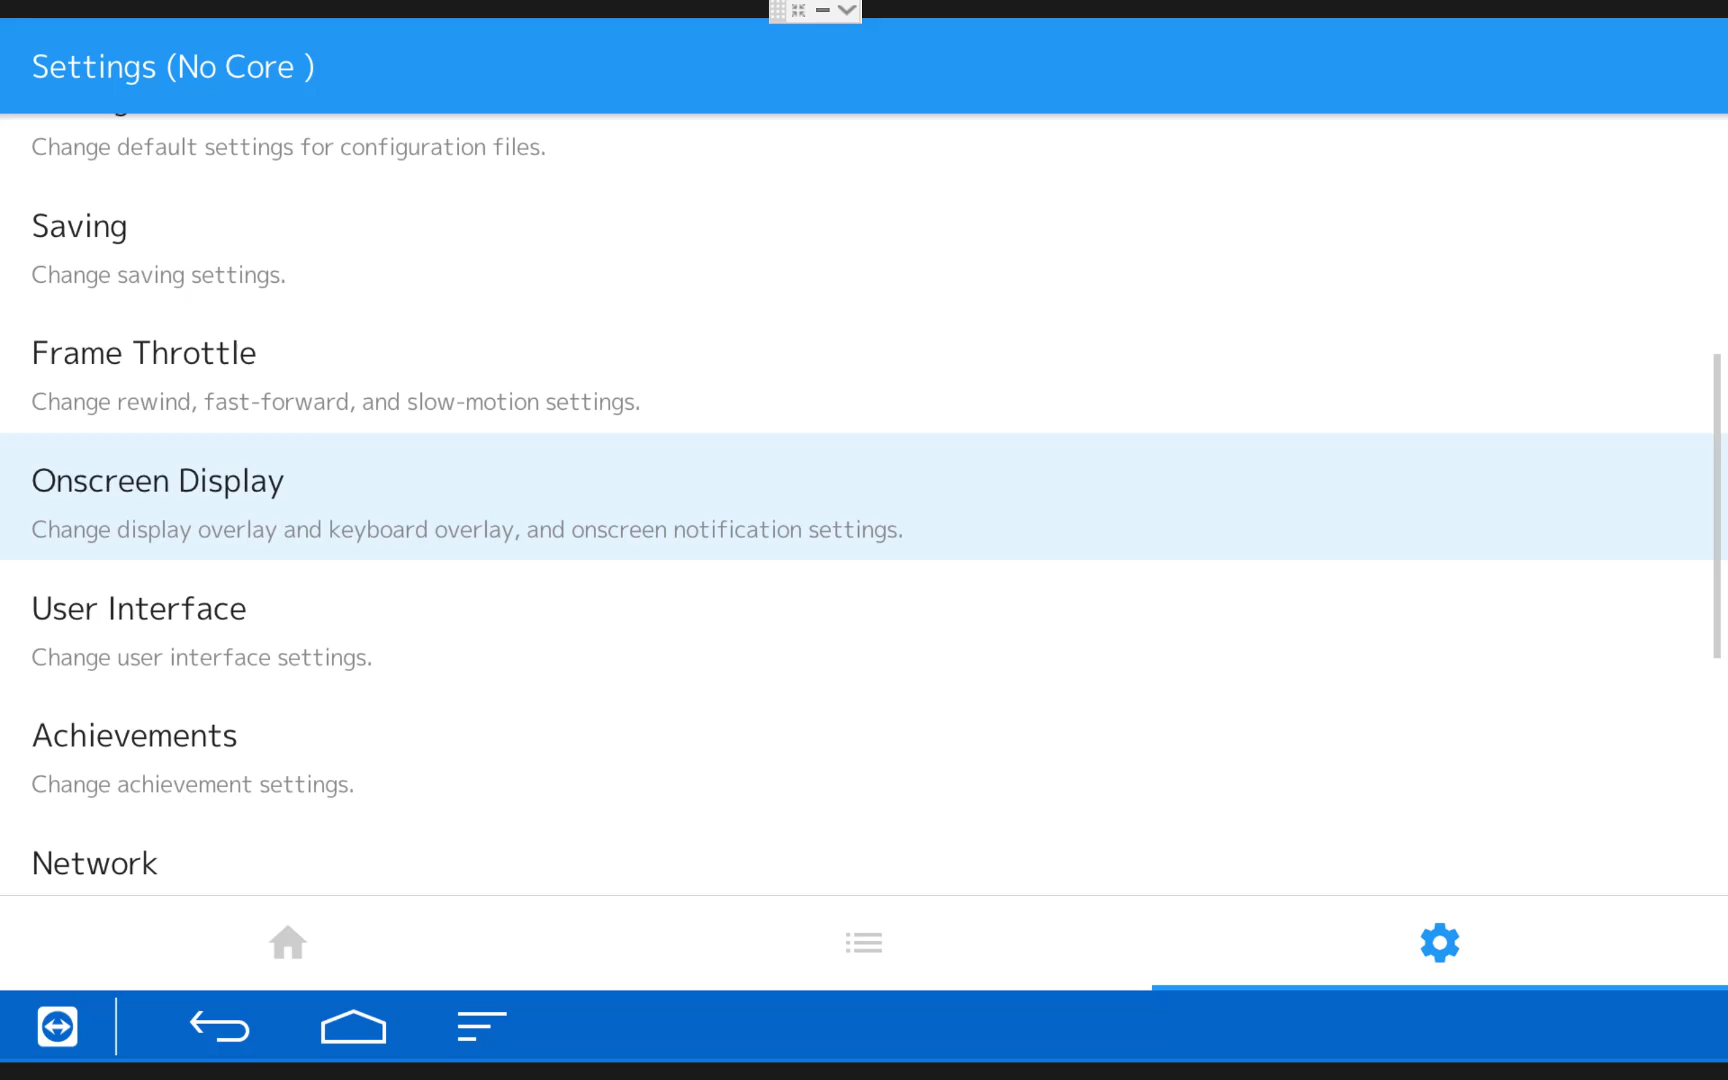 Settings (No Core )
Change default settings for configuration files.
Saving
Change saving settings.
Frame Throttle
Change rewind, fast-forward, and slow-motion settings.
Onscreen Display
Change display overlay and keyboard overlay, and onscreen notification settings.
User Interface
Change user interface settings.
Achievements
Change achievement settings.
Network